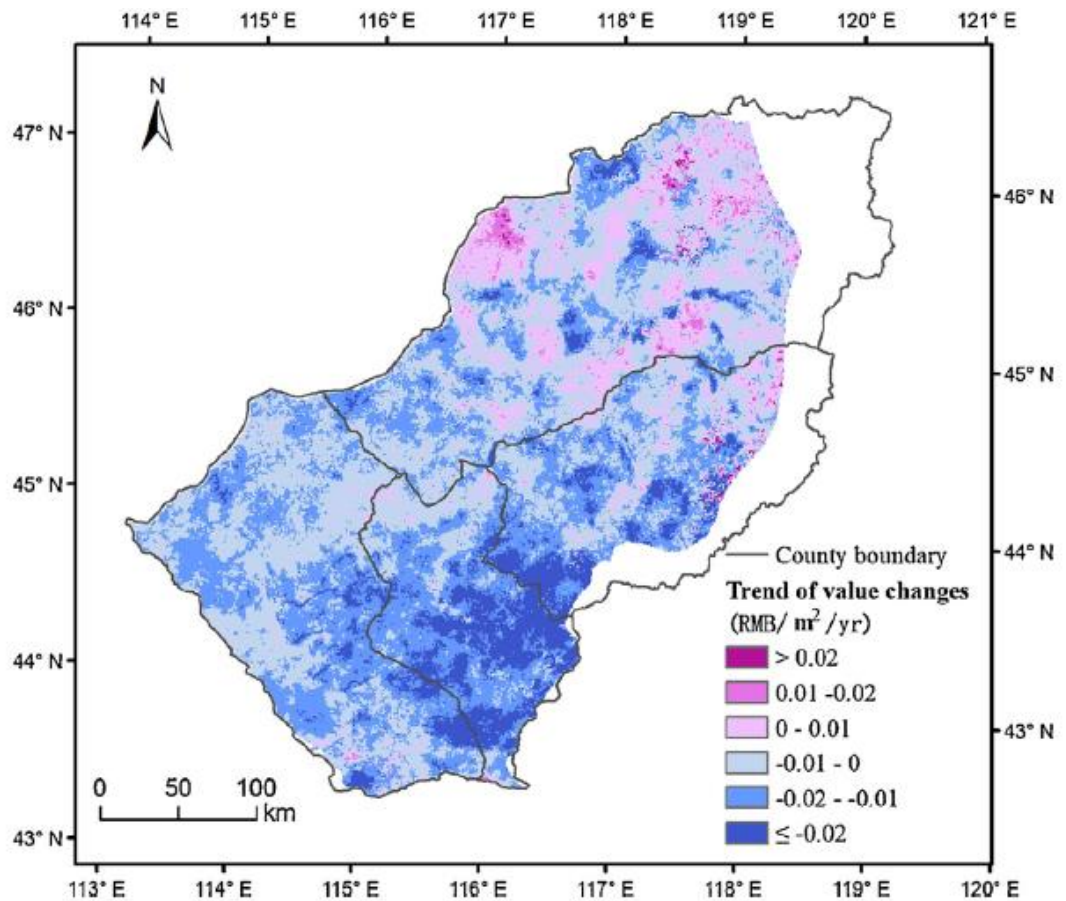 114° E 115° E 116° E 117° E 118° E 119° E 120° E 121° E
N
47° N
46° N
46° N
45° N
45° N
44° N
44° N
43° N
43° N
County boundary
Trend of value changes
(RMB/ m² /yr)
> 0.02
0.01 -0.02
0 - 0.01
-0.01 - 0
-0.02 - -0.01
≤ -0.02
0 50 100
km
113° E 114° E 115° E 116° E 117° E 118° E 119° E 120° E